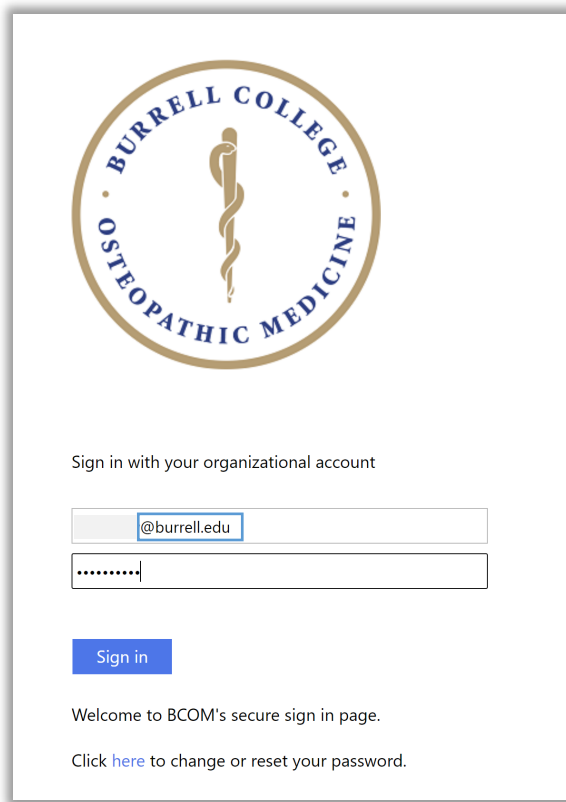 BURRELL COLLEGE
OSTEOPATHIC MEDICINE
Sign in with your organizational account
@burrell.edu
••••••••••
Sign in
Welcome to BCOM's secure sign in page.
Click here to change or reset your password.